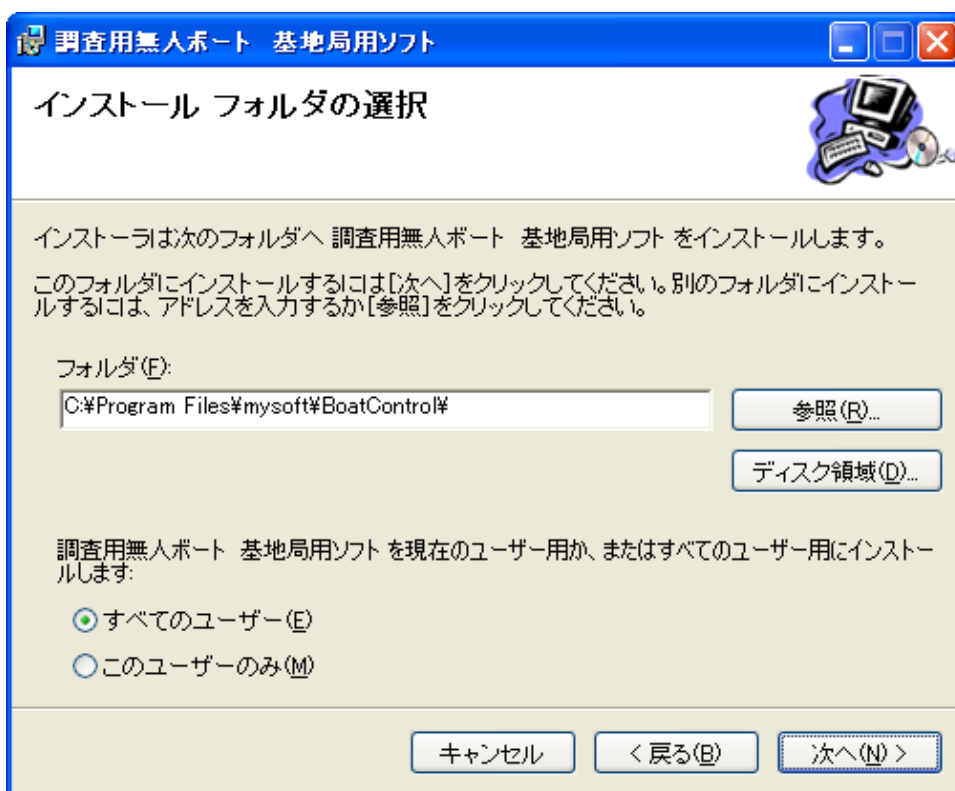 調査用無人ボート　基地局用ソフト
インストール フォルダの選択
インストーラは次のフォルダへ 調査用無人ボート　基地局用ソフト をインストールします。
このフォルダにインストールするには[次へ]をクリックしてください。別のフォルダにインストー
ルするには、アドレスを入力するか[参照]をクリックしてください。
フォルダ(F):
C:¥Program Files¥mysoft¥BoatControl¥
参照(R)...
ディスク領域(D)...
調査用無人ボート　基地局用ソフト を現在のユーザー用か、またはすべてのユーザー用にインストー
ルします:
すべてのユーザー(E)
このユーザーのみ(M)
キャンセル
< 戻る(B)
次へ(N) >